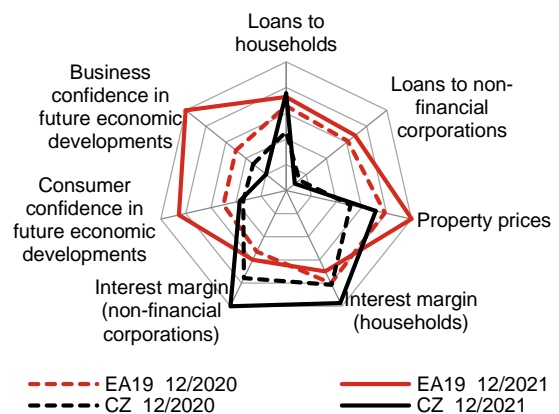 Loans to
households
Business
confidence in
future economic
developments
Loans to non-
financial
corporations
Consumer
confidence in
future economic
developments
Property prices
Interest margin
(non-financial
corporations)
Interest margin
(households)
EA19 12/2020
EA19 12/2021
CZ 12/2020
CZ 12/2021